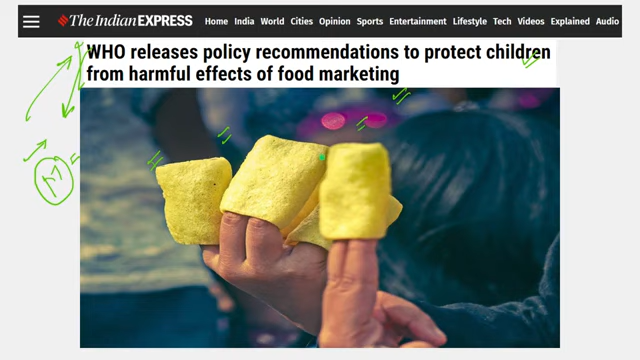 The Indian EXPRESS Home India World Cities Opinion Sports Entertainment Lifestyle Tech Videos Explained Audio
WHO releases policy recommendations to protect children
from harmful effects of food marketing